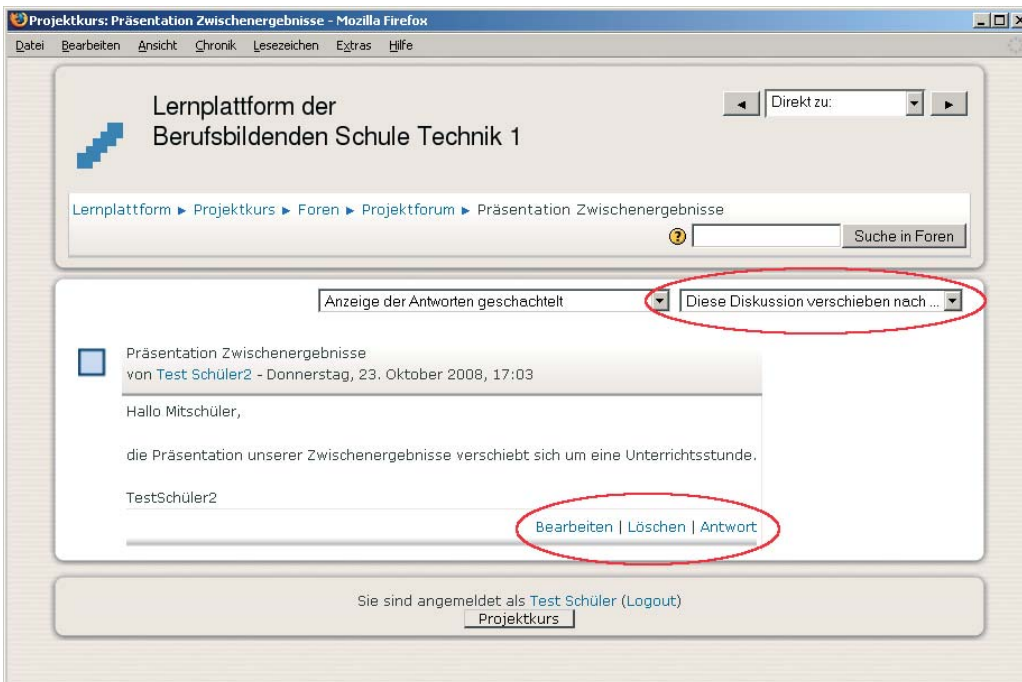 Projektkurs: Präsentation Zwischenergebnisse - Mozilla Firefox
Datei Bearbeiten Ansicht Chronik Lesezeichen Extras Hilfe
Lernplattform der
Berufsbildenden Schule Technik 1
Direkt zu:
Lernplattform ► Projektkurs ► Foren ► Projektforum ► Präsentation Zwischenergebnisse
? Suche in Foren
Anzeige der Antworten geschachtelt Diese Diskussion verschieben nach ...
Präsentation Zwischenergebnisse
von Test Schüler2 - Donnerstag, 23. Oktober 2008, 17:03
Hallo Mitschüler,
die Präsentation unserer Zwischenergebnisse verschiebt sich um eine Unterrichtsstunde.
TestSchüler2
Bearbeiten | Löschen | Antwort
Sie sind angemeldet als Test Schüler (Logout)
Projektkurs